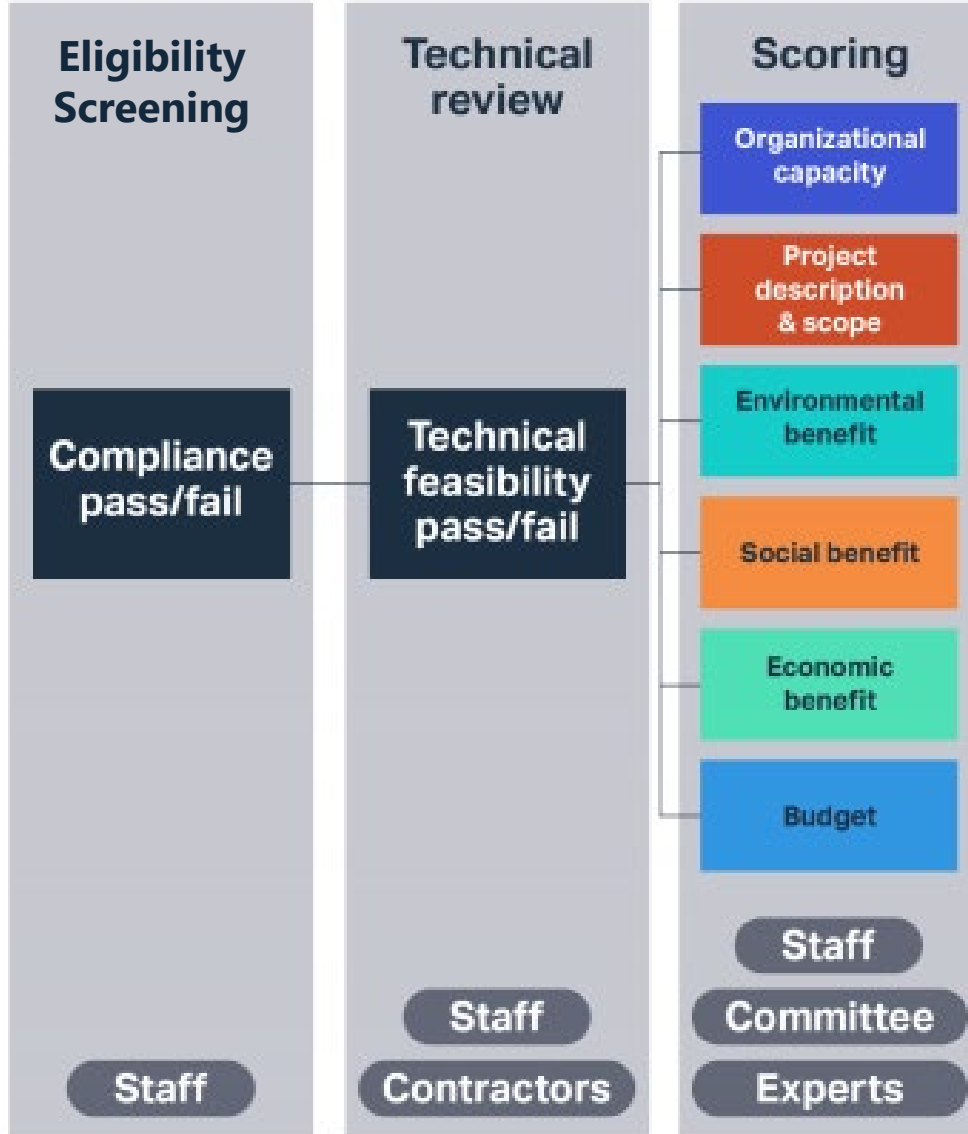 Eligibility
Screening
Compliance
pass/fail
Staff
Technical
review
Technical
feasibility
pass/fail
Staff
Contractors
Scoring
Organizational
capacity
Project
description
& scope
Environmental
benefit
Social benefit
Economic
benefit
Budget
Staff
Committee
Experts